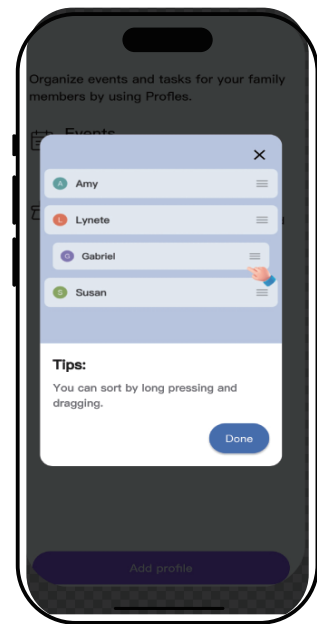 Organize events and tasks for your family
members by using Profles.
Events
A Amy
L Lynete
G Gabriel
S Susan
Tips:
You can sort by long pressing and
dragging.
Done
Add profile